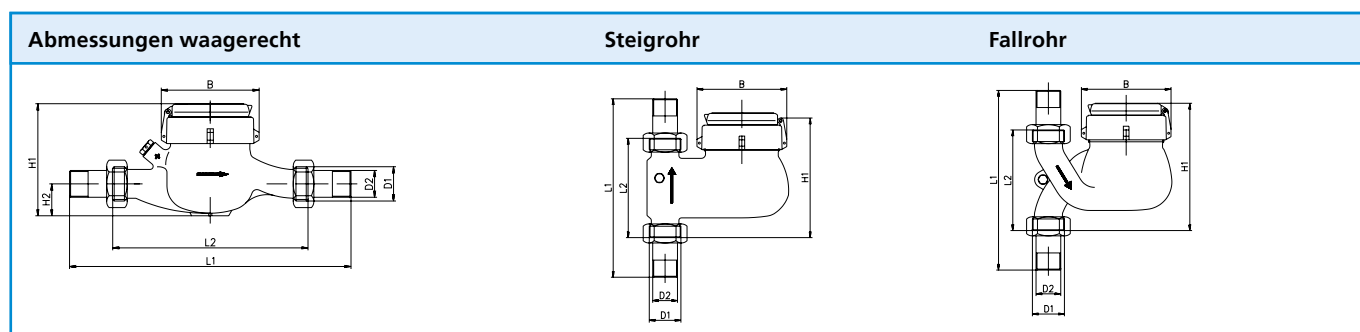 Abmessungen waagerecht
Steigrohr
Fallrohr
B
H1
H2
D2
D1
L2
L1
B
L1
L2
H1
D2
D1
B
L1
L2
H1
D2
D1